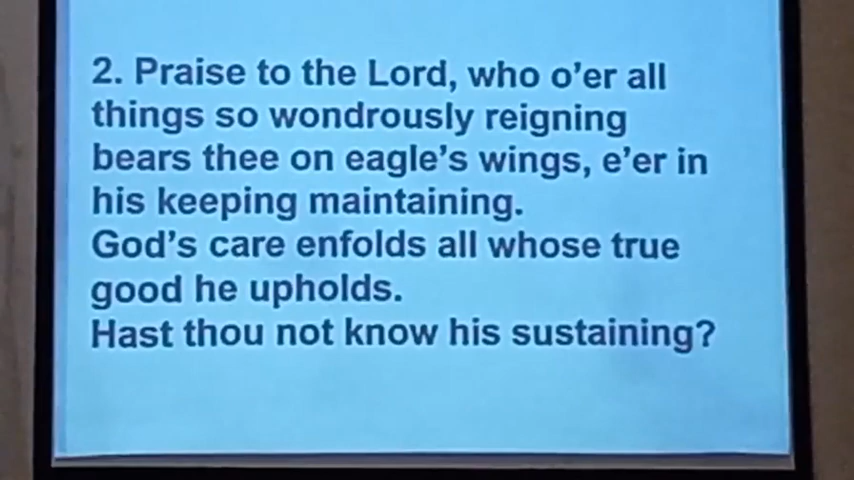 2. Praise to the Lord, who o’er all
things so wondrously reigning
bears thee on eagle’s wings, e’er in
his keeping maintaining.
God’s care enfolds all whose true
good he upholds.
Hast thou not know his sustaining?